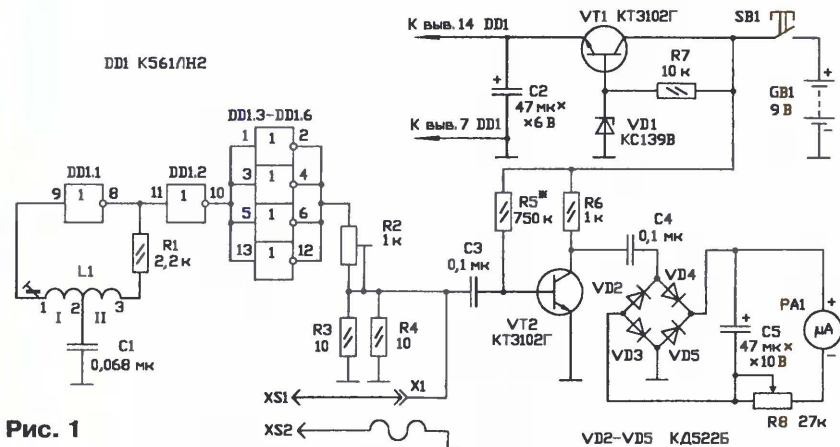 К выв. 14 DD1
VT1 КТ3102Г
SB1
DD1 К561ЛН2
R7
10 к
C2
47 мк×
×6 В
GB1
9 В
К выв. 7 DD1
VD1
КС139В
DD1.3–DD1.6
1 1 2
3 1 4
5 1 6
13 1 12
DD1.1
9 1 8
DD1.2
11 1 10
R1
2,2 к
L1
1 2 3
I II
C1
0,068 мк
R2
1 к
R3
10
R4
10
C3
0,1 мк
R5*
750 к
R6
1 к
C4
0,1 мк
VT2
КТ3102Г
VD2
VD4
VD3
VD5
C5
47 мк×
×10 В
PA1
μA
R8 27к
XS1
X1
XS2
VD2–VD5 КД522Б
Рис. 1